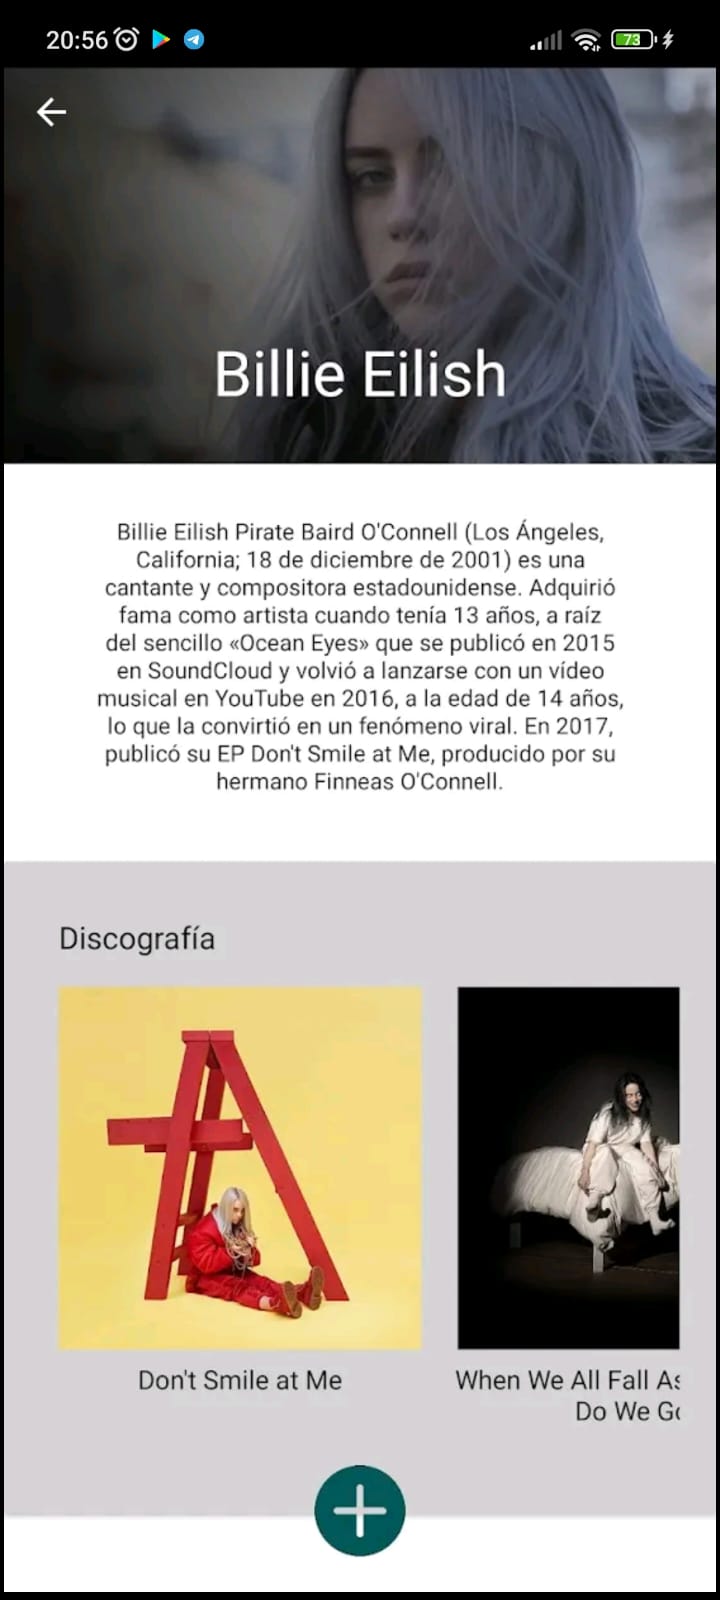 20:56
73
Billie Eilish
Billie Eilish Pirate Baird O'Connell (Los Ángeles,
California; 18 de diciembre de 2001) es una
cantante y compositora estadounidense. Adquirió
fama como artista cuando tenía 13 años, a raíz
del sencillo «Ocean Eyes» que se publicó en 2015
en SoundCloud y volvió a lanzarse con un vídeo
musical en YouTube en 2016, a la edad de 14 años,
lo que la convirtió en un fenómeno viral. En 2017,
publicó su EP Don't Smile at Me, producido por su
hermano Finneas O'Connell.
Discografía
Don't Smile at Me
When We All Fall As
Do We Go